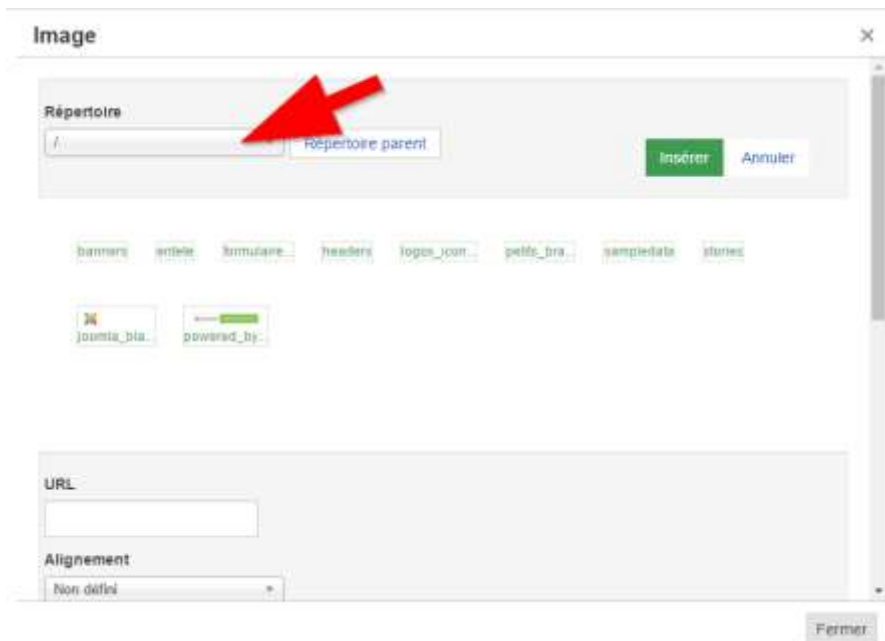 Image ×
Répertoire
/
Répertoire parent
Insérer Annuler
banners entete formulaire... headers logos_icon... petits_bra... sampledata stories
joomla_bla... powered_by...
URL
Alignement
Non défini
Fermer